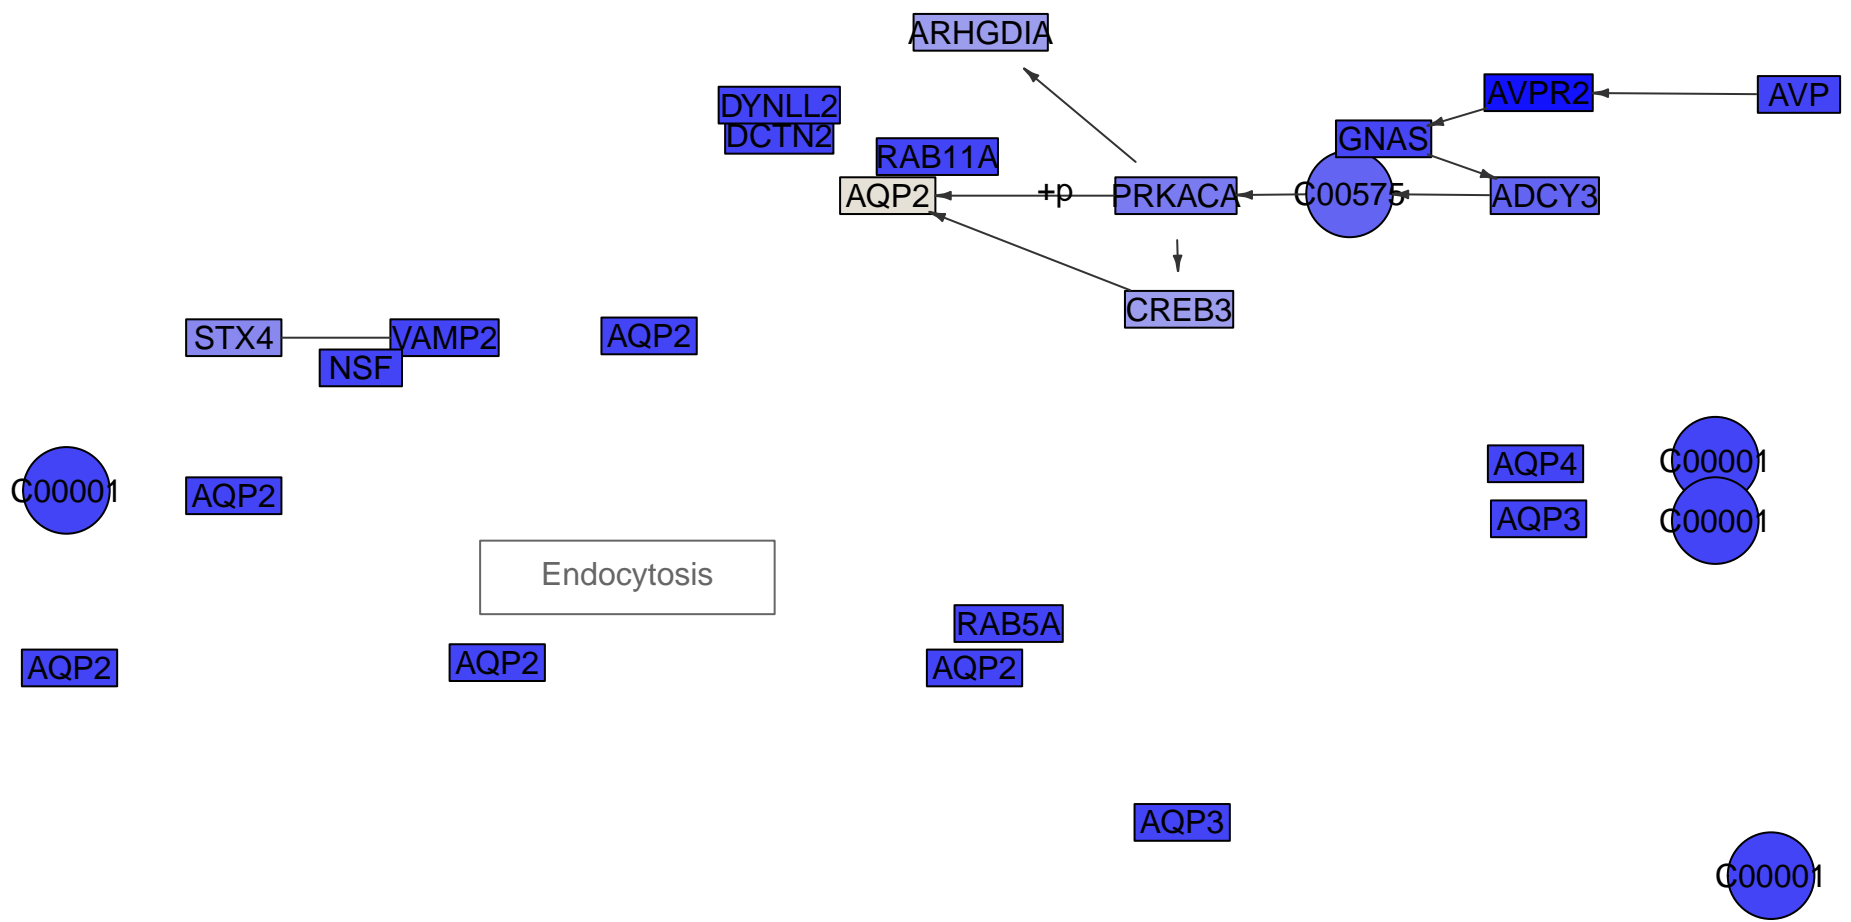 ARHGDIA
DYNLL2
AVPR2
AVP
DCTN2
GNAS
RAB11A
AQP2
+p
PRKACA
C00575
ADCY3
CREB3
STX4
VAMP2
AQP2
NSF
C00001
AQP2
AQP4
C00001
AQP3
C00001
Endocytosis
RAB5A
AQP2
AQP2
AQP2
AQP3
C00001